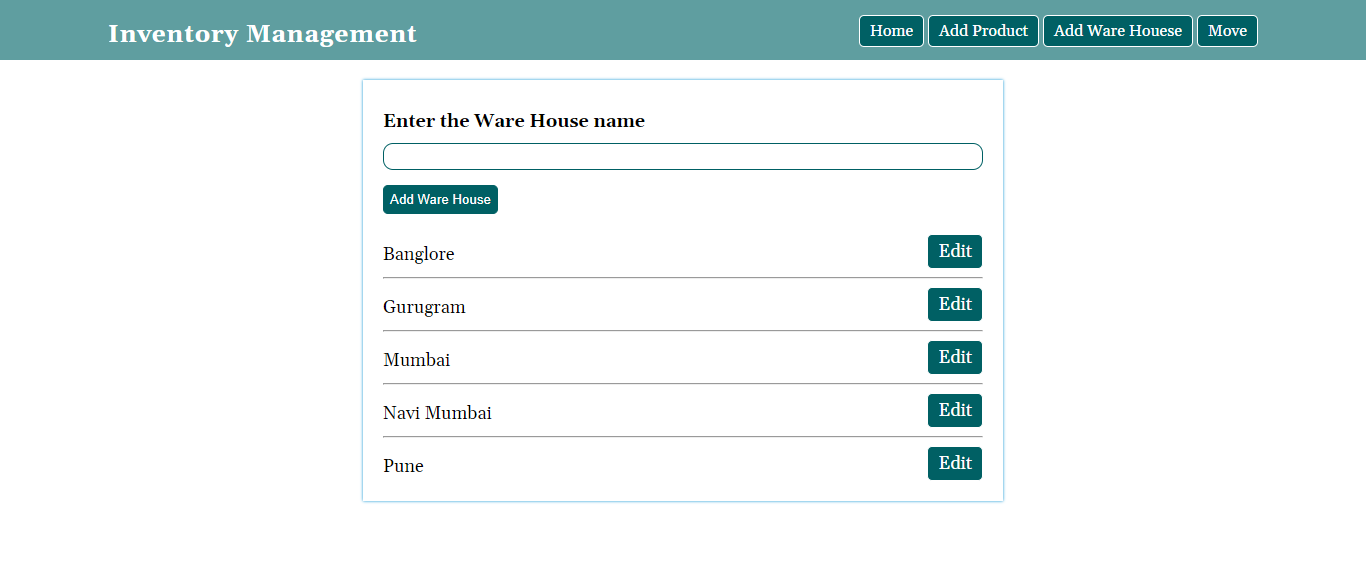 Inventory Management
Home Add Product Add Ware Houese Move
Enter the Ware House name
Add Ware House
Banglore Edit
Gurugram Edit
Mumbai Edit
Navi Mumbai Edit
Pune Edit